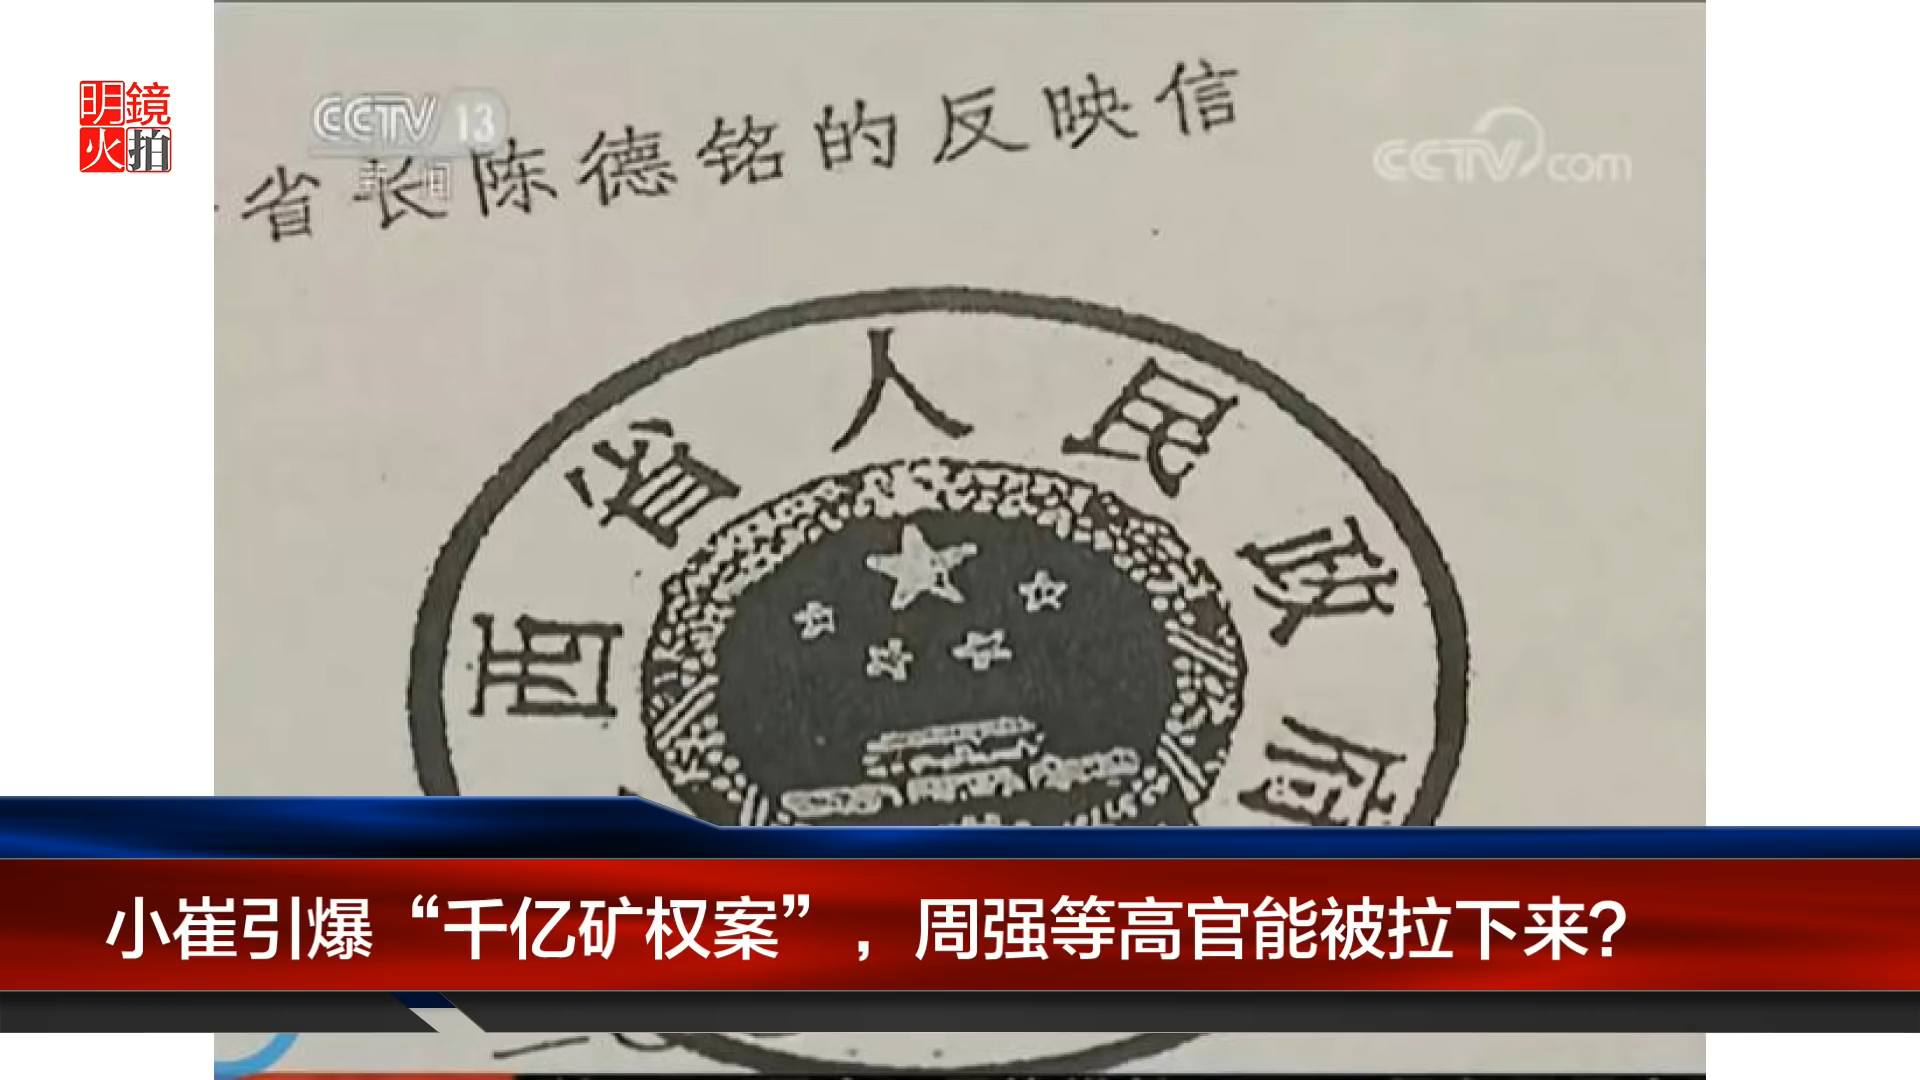 明鏡
火拍
CCTV 13
新闻
CCTV.com
省长陈德铭的反映信
西省人民政府
小崔引爆“千亿矿权案”，周强等高官能被拉下来？